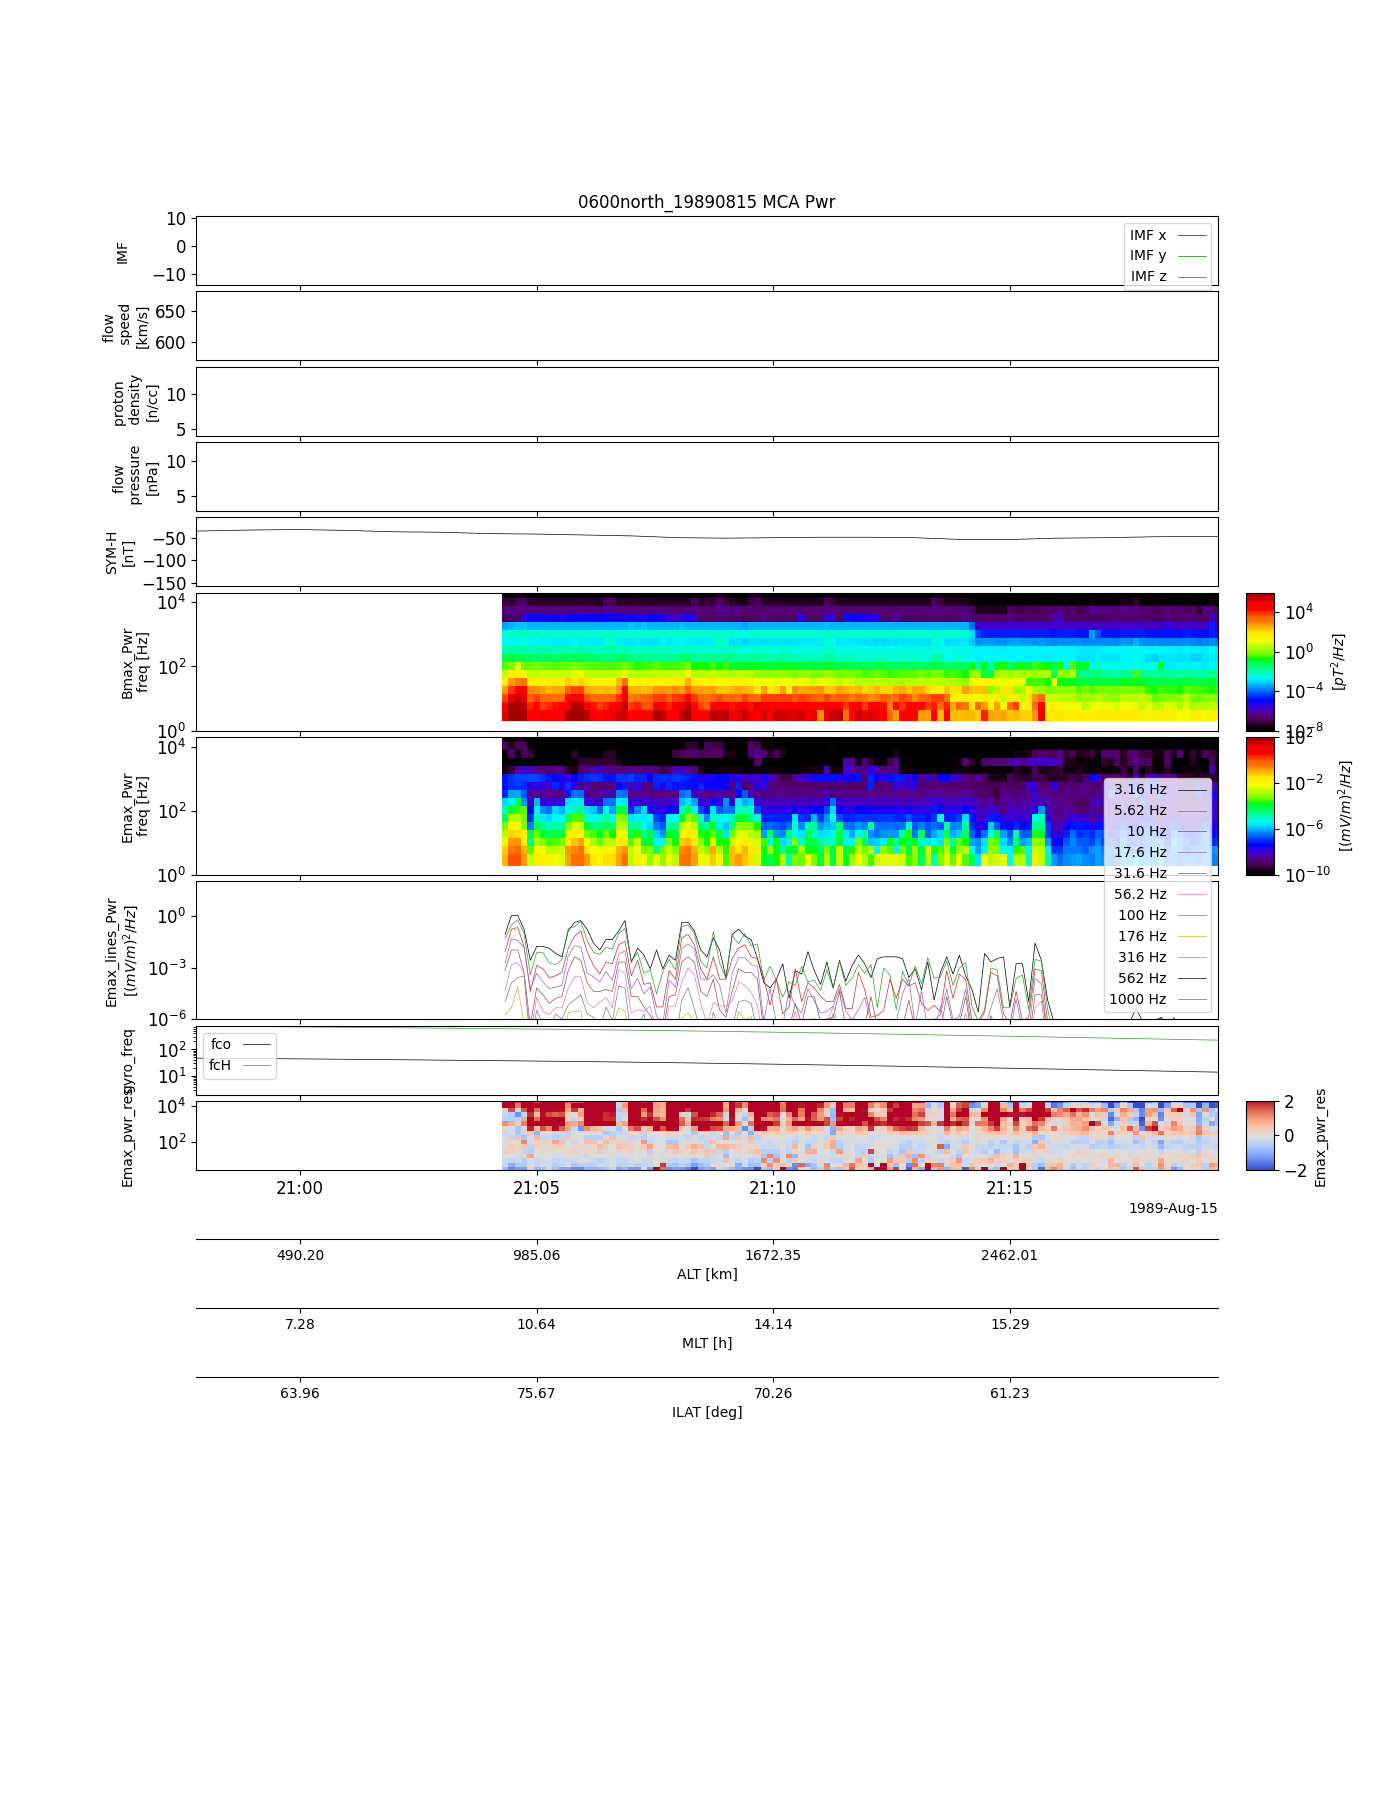 0600north_19890815 MCA Pwr
10
0
−10
IMF
IMF x
IMF y
IMF z
650
600
flow
speed
[km/s]
10
5
proton
density
[n/cc]
10
5
flow
pressure
[nPa]
−50
−100
−150
SYM-H
[nT]
10^4
10^2
10^0
Bmax_Pwr
freq [Hz]
10^4
10^0
10^−4
10^−8
[pT^2/Hz]
10^4
10^2
10^0
Emax_Pwr
freq [Hz]
10^2
10^−2
10^−6
10^−10
[(mV/m)^2/Hz]
3.16 Hz
5.62 Hz
10 Hz
17.6 Hz
31.6 Hz
56.2 Hz
100 Hz
176 Hz
316 Hz
562 Hz
1000 Hz
10^0
10^−3
10^−6
Emax_lines_Pwr
[(mV/m)^2/Hz]
10^2
10^1
gyro_freq
fco
fcH
10^4
10^2
Emax_pwr_res
2
0
−2
Emax_pwr_res
21:00 21:05 21:10 21:15
1989-Aug-15
490.20 985.06 1672.35 2462.01
ALT [km]
7.28 10.64 14.14 15.29
MLT [h]
63.96 75.67 70.26 61.23
ILAT [deg]